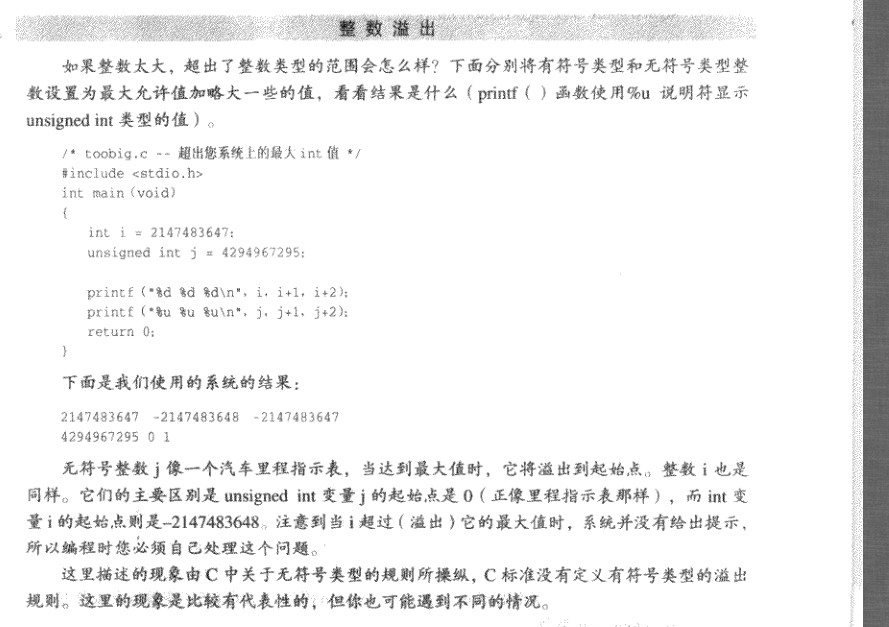 整数溢出
如果整数太大，超出了整数类型的范围会怎么样？下面分别将有符号类型和无符号类型整
数设置为最大允许值加略大一些的值，看看结果是什么（printf（ ）函数使用%u 说明符显示
unsigned int 类型的值）。
/* toobig.c -- 超出您系统上的最大 int 值 */
#include <stdio.h>
int main(void)
{
int i = 2147483647;
unsigned int j = 4294967295;
printf ("%d %d %d\n", i, i+1, i+2);
printf ("%u %u %u\n", j, j+1, j+2);
return 0;
}
下面是我们使用的系统的结果：
2147483647 -2147483648 -2147483647
4294967295 0 1
无符号整数 j 像一个汽车里程指示表，当达到最大值时，它将溢出到起始点。整数 i 也是
同样。它们的主要区别是 unsigned int 变量 j 的起始点是 0（正像里程指示表那样），而 int 变
量 i 的起始点则是–2147483648。注意到当 i 超过（溢出）它的最大值时，系统并没有给出提示，
所以编程时您必须自己处理这个问题。
这里描述的现象由 C 中关于无符号类型的规则所操纵，C 标准没有定义有符号类型的溢出
规则。这里的现象是比较有代表性的，但你也可能遇到不同的情况。